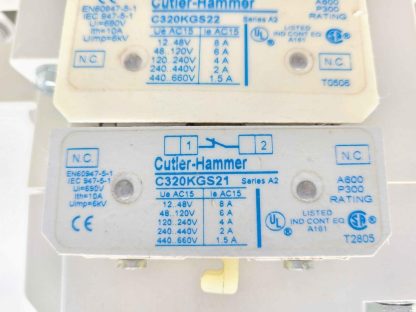 EN60947-5-1
IEC 947-5-1
Ui=690V
Ith=10A
Uimp=6kV
N.C.
Cutler-Hammer
C320KGS22 Series A2
Ue AC15 Ie AC15
12..48V 8 A
48..120V 6 A
120..240V 4 A
240..440V 2 A
440..660V 1.5 A
UL LISTED
IND CONT EQ
A161
A600
P300
RATING
N.C.
T0506
1 2
N.C.
EN60947-5-1
IEC 947-5-1
Ui=690V
Ith=10A
Uimp=6kV
CE
Cutler-Hammer
C320KGS21 Series A2
Ue AC15 Ie AC15
12..48V 8 A
48..120V 6 A
120..240V 4 A
240..440V 2 A
440..660V 1.5 A
UL LISTED
IND CONT EQ
A161
N.C.
A600
P300
RATING
T2805